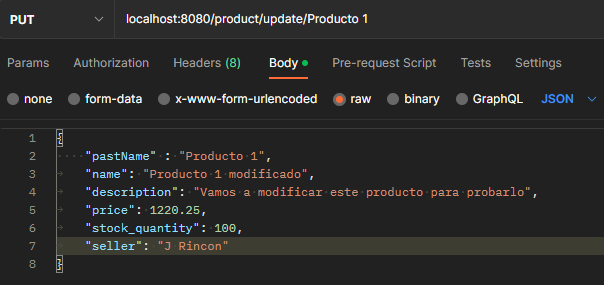 PUT localhost:8080/product/update/Producto 1
Params Authorization Headers (8) Body Pre-request Script Tests Settings
none form-data x-www-form-urlencoded raw binary GraphQL JSON
1 {
2 "pastName" : "Producto 1",
3 "name": "Producto 1 modificado",
4 "description": "Vamos a modificar este producto para probarlo",
5 "price": 1220.25,
6 "stock_quantity": 100,
7 "seller": "J Rincon"
8 }